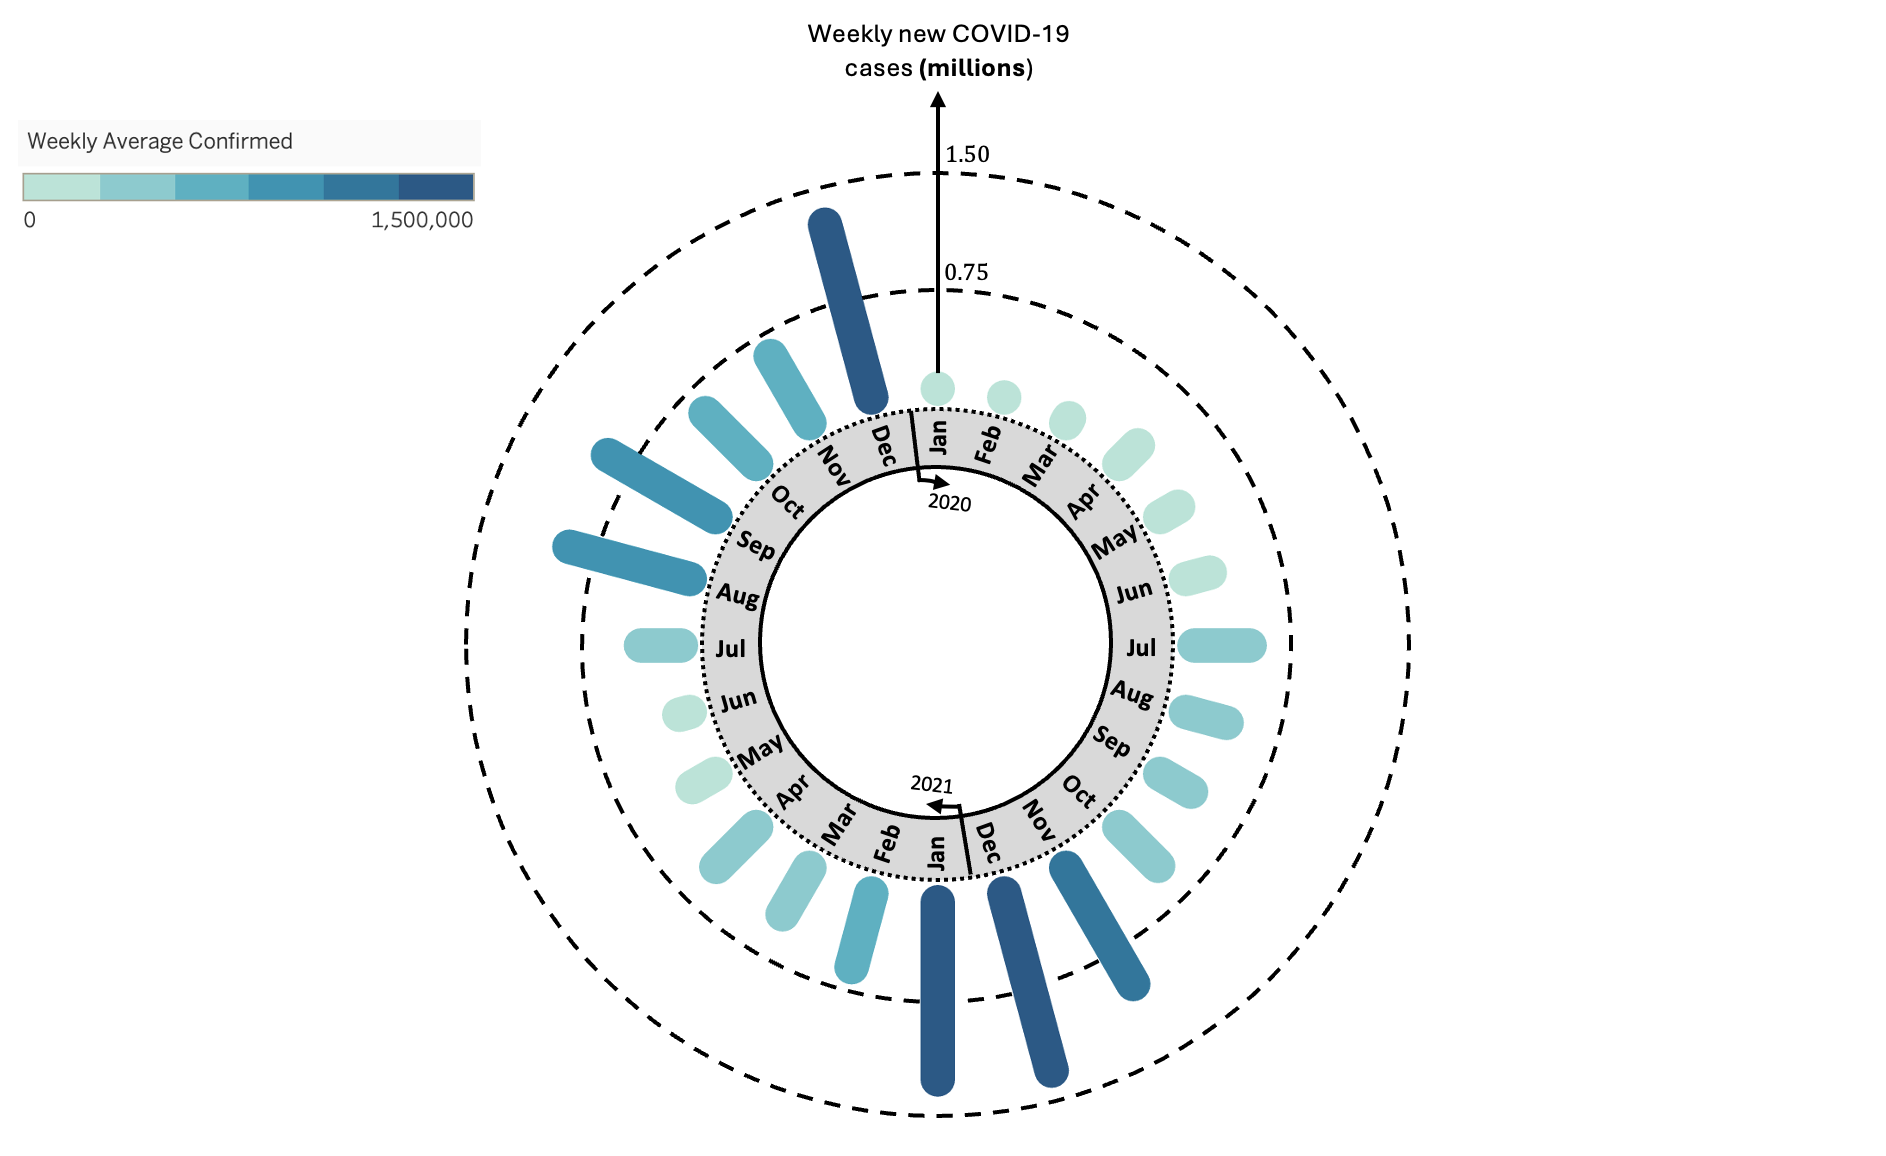 Weekly new COVID-19
cases (millions)
Weekly Average Confirmed
0
1,500,000
1.50
0.75
Jan
Feb
Mar
Apr
May
Jun
Jul
Aug
Sep
Oct
Nov
Dec
Jan
Feb
Mar
Apr
May
Jun
Jul
Aug
Sep
Oct
Nov
Dec
2020
2021